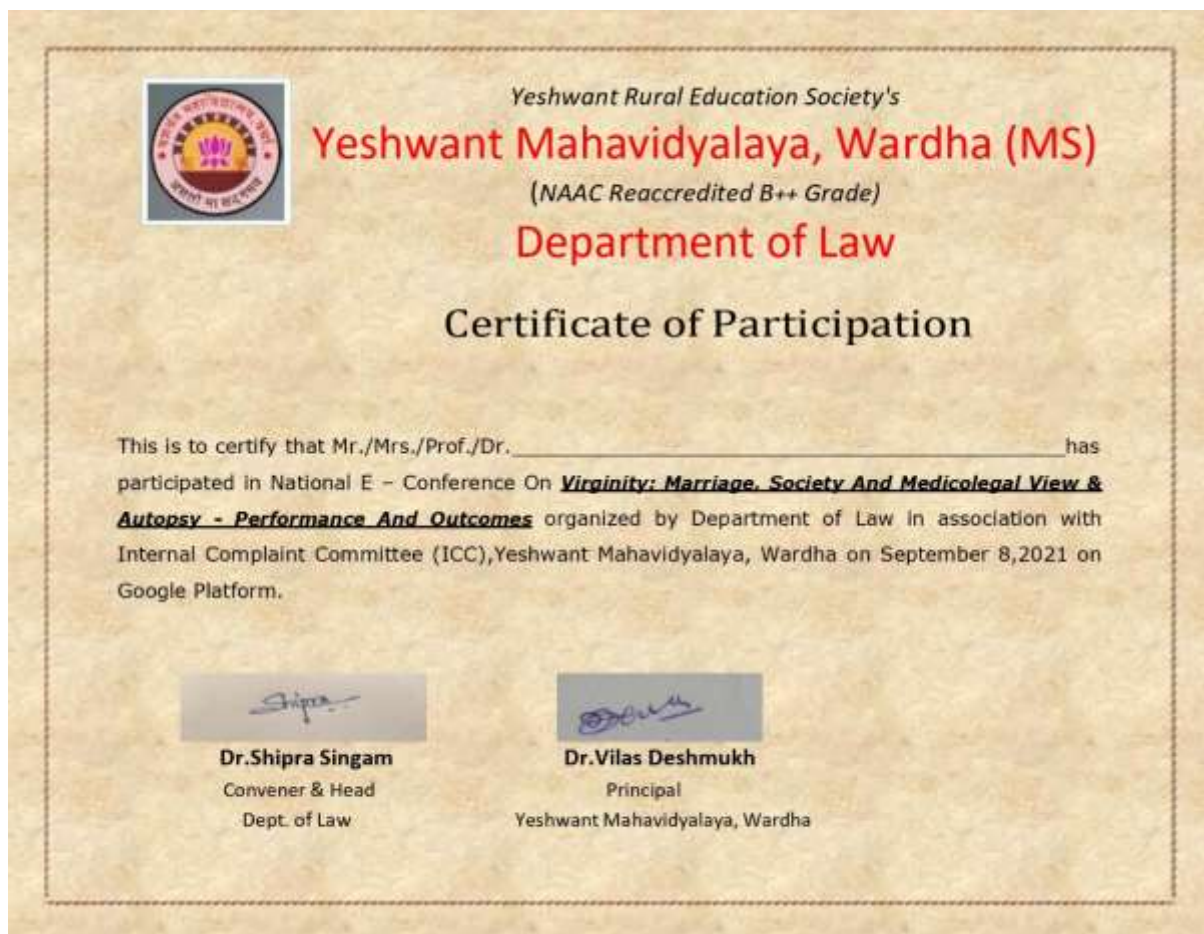 Yeshwant Rural Education Society's
Yeshwant Mahavidyalaya, Wardha (MS)
(NAAC Reaccredited B++ Grade)
Department of Law
Certificate of Participation
This is to certify that Mr./Mrs./Prof./Dr.______________________________has
participated in National E – Conference On Virginity: Marriage, Society And Medicolegal View &
Autopsy - Performance And Outcomes organized by Department of Law in association with
Internal Complaint Committee (ICC),Yeshwant Mahavidyalaya, Wardha on September 8,2021 on
Google Platform.
Shipra
Dr.Shipra Singam
Convener & Head
Dept. of Law
Dr.Vilas Deshmukh
Principal
Yeshwant Mahavidyalaya, Wardha